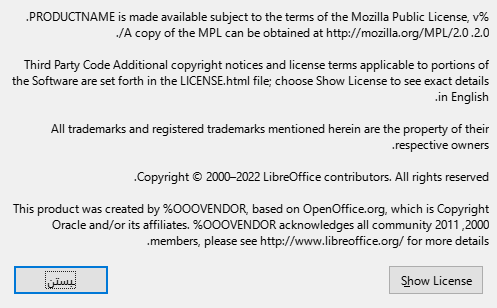 .PRODUCTNAME is made available subject to the terms of the Mozilla Public License, v%
./A copy of the MPL can be obtained at http://mozilla.org/MPL/2.0 .2.0
Third Party Code Additional copyright notices and license terms applicable to portions of
the Software are set forth in the LICENSE.html file; choose Show License to see exact details
.in English
All trademarks and registered trademarks mentioned herein are the property of their
.respective owners
.Copyright © 2000–2022 LibreOffice contributors. All rights reserved
This product was created by %OOOVENDOR, based on OpenOffice.org, which is Copyright
Oracle and/or its affiliates. %OOOVENDOR acknowledges all community 2011 ,2000
.members, please see http://www.libreoffice.org/ for more details
بستن
Show License